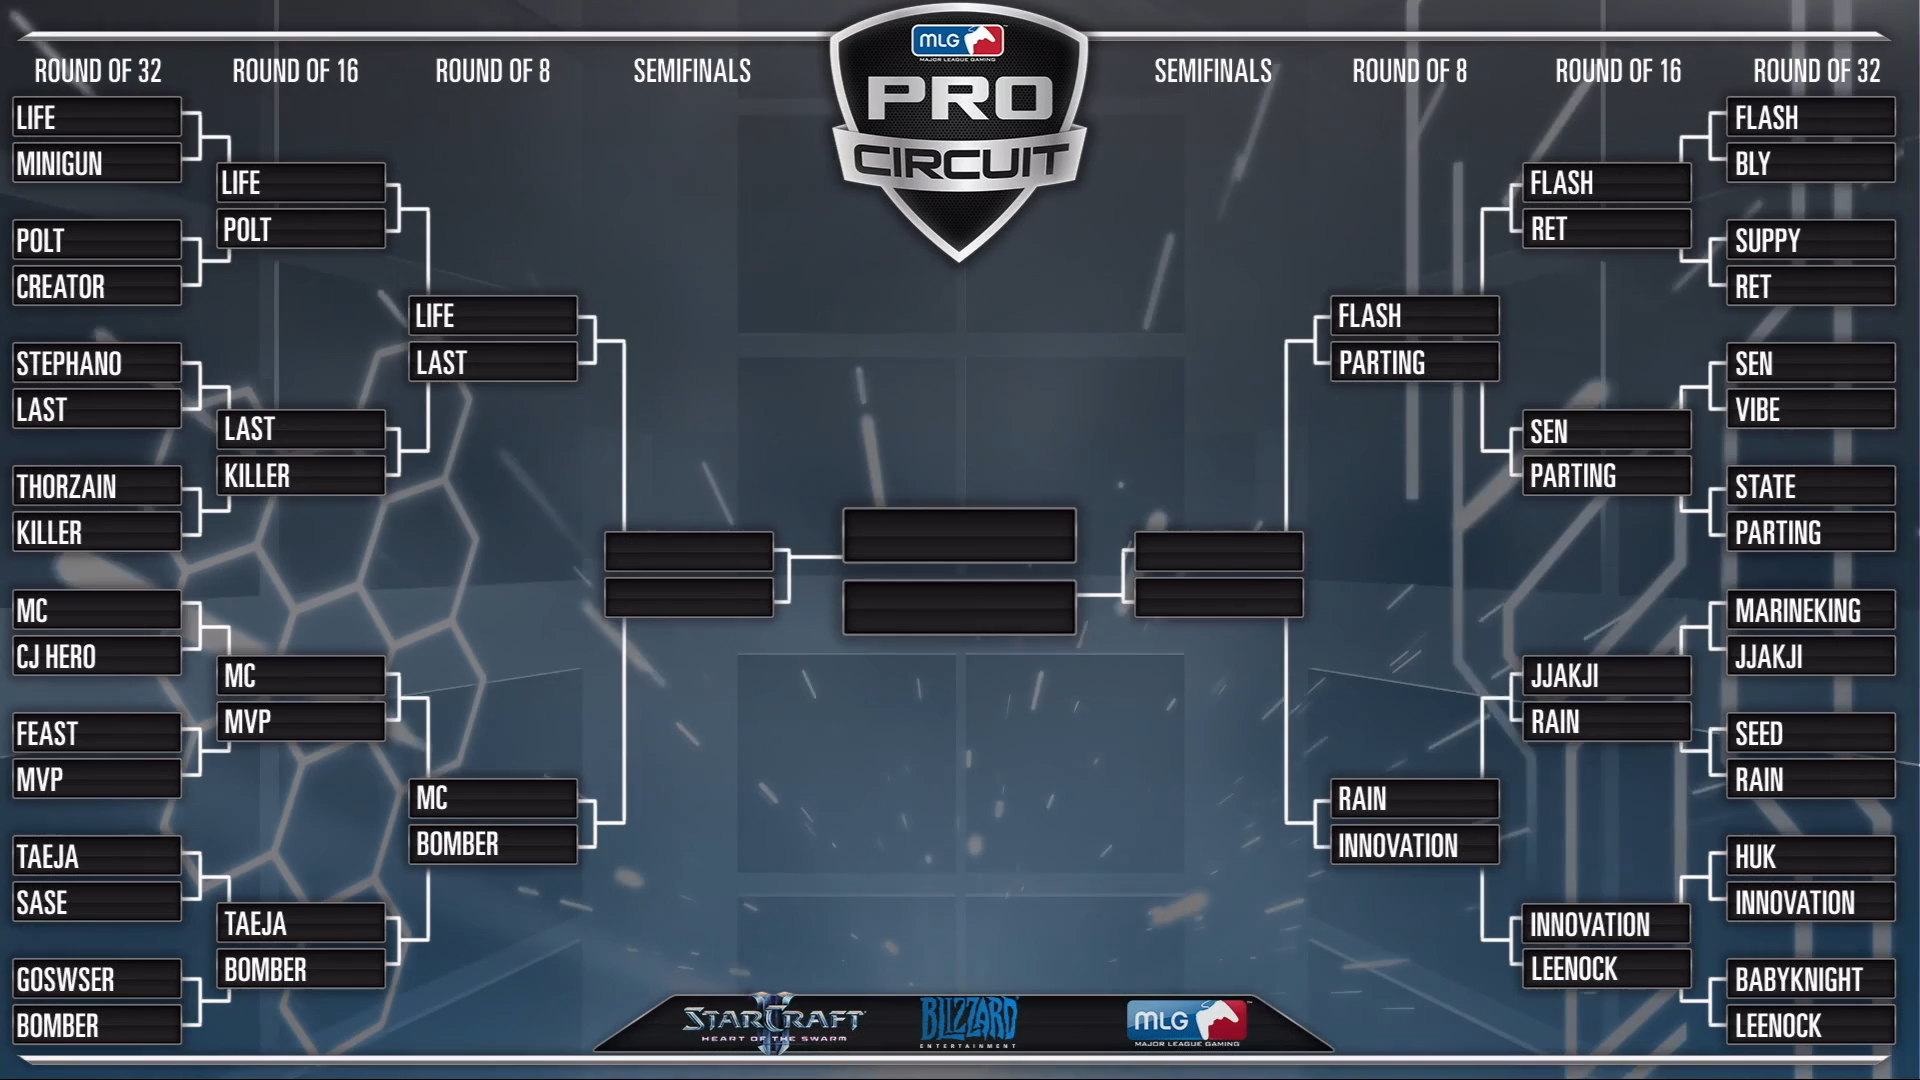 MLG
MAJOR LEAGUE GAMING
PRO
CIRCUIT
ROUND OF 32
ROUND OF 16
ROUND OF 8
SEMIFINALS
SEMIFINALS
ROUND OF 8
ROUND OF 16
ROUND OF 32
LIFE
MINIGUN
POLT
CREATOR
STEPHANO
LAST
THORZAIN
KILLER
MC
CJ HERO
FEAST
MVP
TAEJA
SASE
GOSWSER
BOMBER
LIFE
POLT
LAST
KILLER
MC
MVP
TAEJA
BOMBER
LIFE
LAST
MC
BOMBER
FLASH
PARTING
RAIN
INNOVATION
FLASH
RET
SEN
PARTING
JJAKJI
RAIN
INNOVATION
LEENOCK
FLASH
BLY
SUPPY
RET
SEN
VIBE
STATE
PARTING
MARINEKING
JJAKJI
SEED
RAIN
HUK
INNOVATION
BABYKNIGHT
LEENOCK
STARCRAFT II
HEART OF THE SWARM
BLIZZARD
ENTERTAINMENT
MLG
MAJOR LEAGUE GAMING